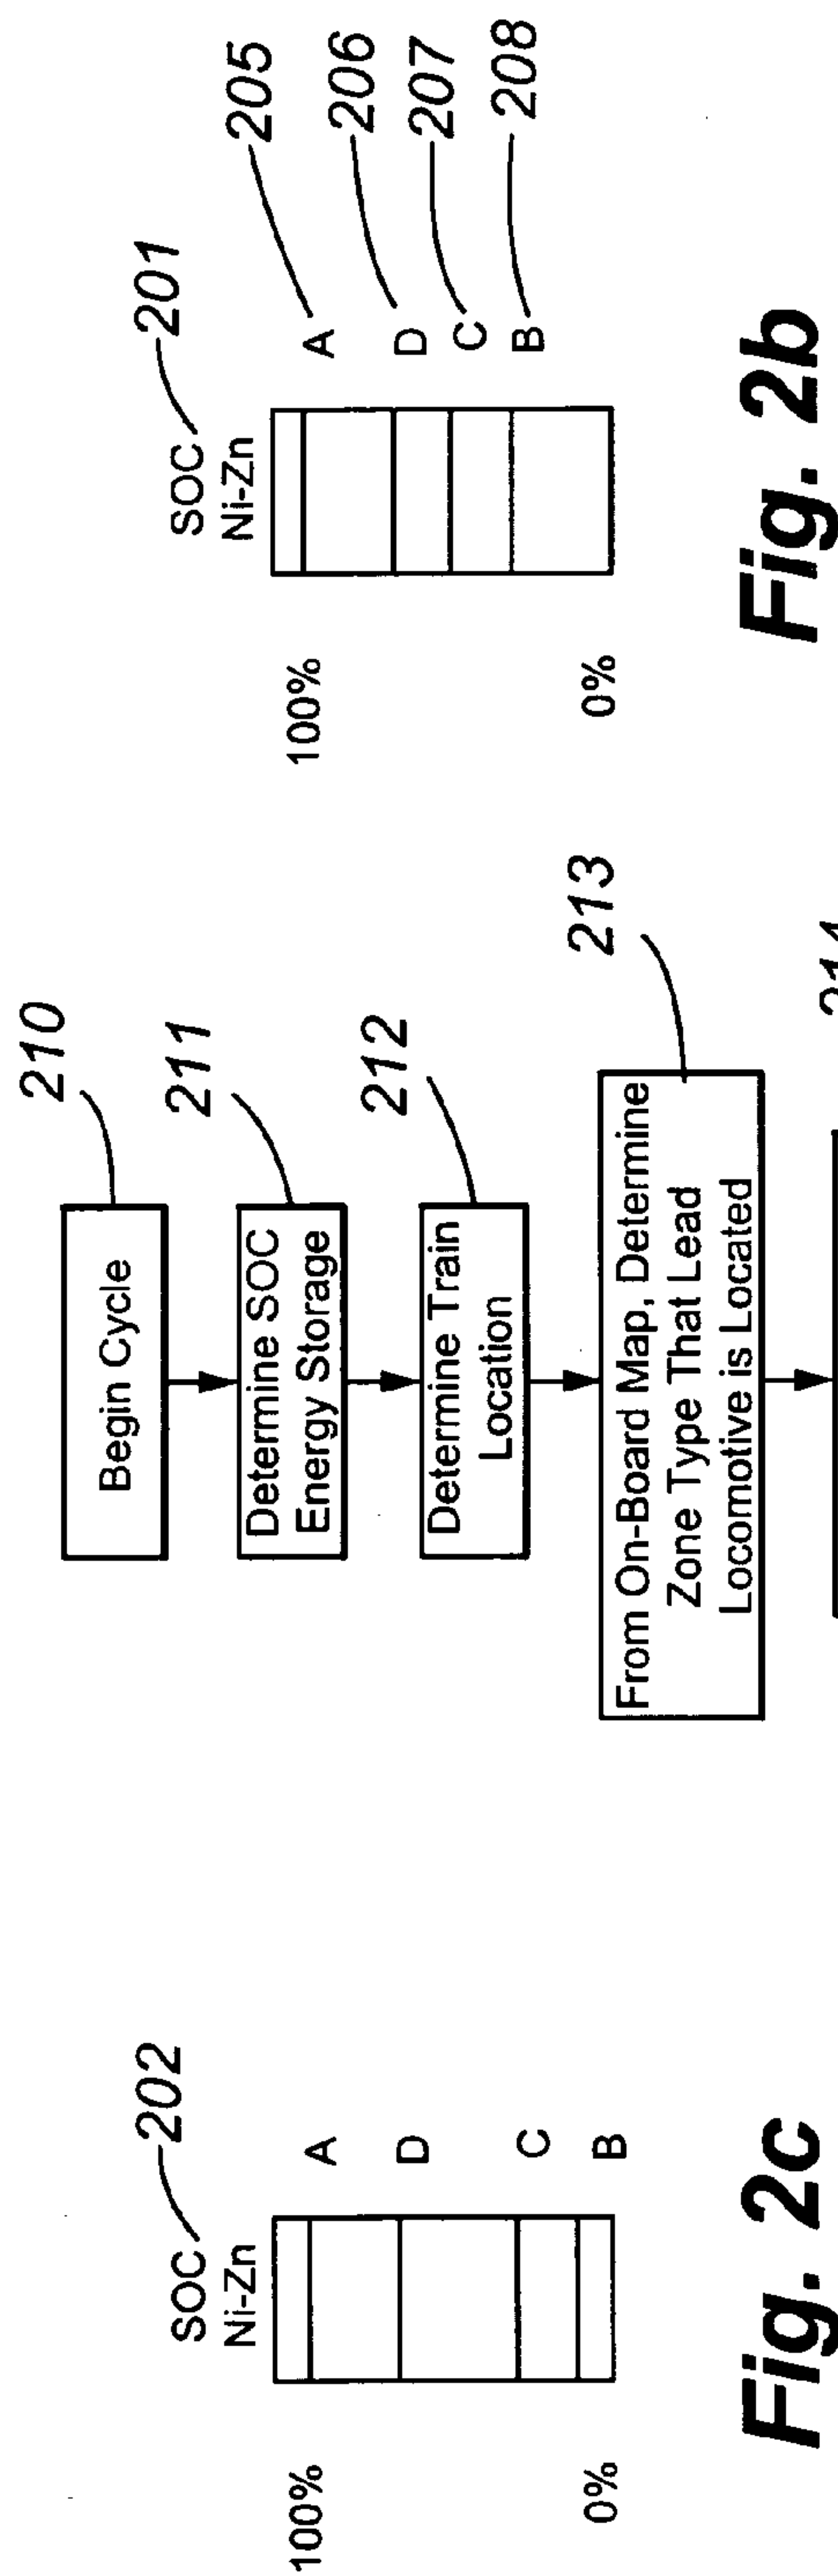 SOC
Ni-Zn
202
100%
A
D
C
B
0%
Fig. 2c
210
Begin Cycle
211
Determine SOC
Energy Storage
212
Determine Train
Location
213
From On-Board Map, Determine
Zone Type That Lead
Locomotive is Located
SOC
Ni-Zn
201
100%
A
D
C
B
0%
205
206
207
208
Fig. 2b